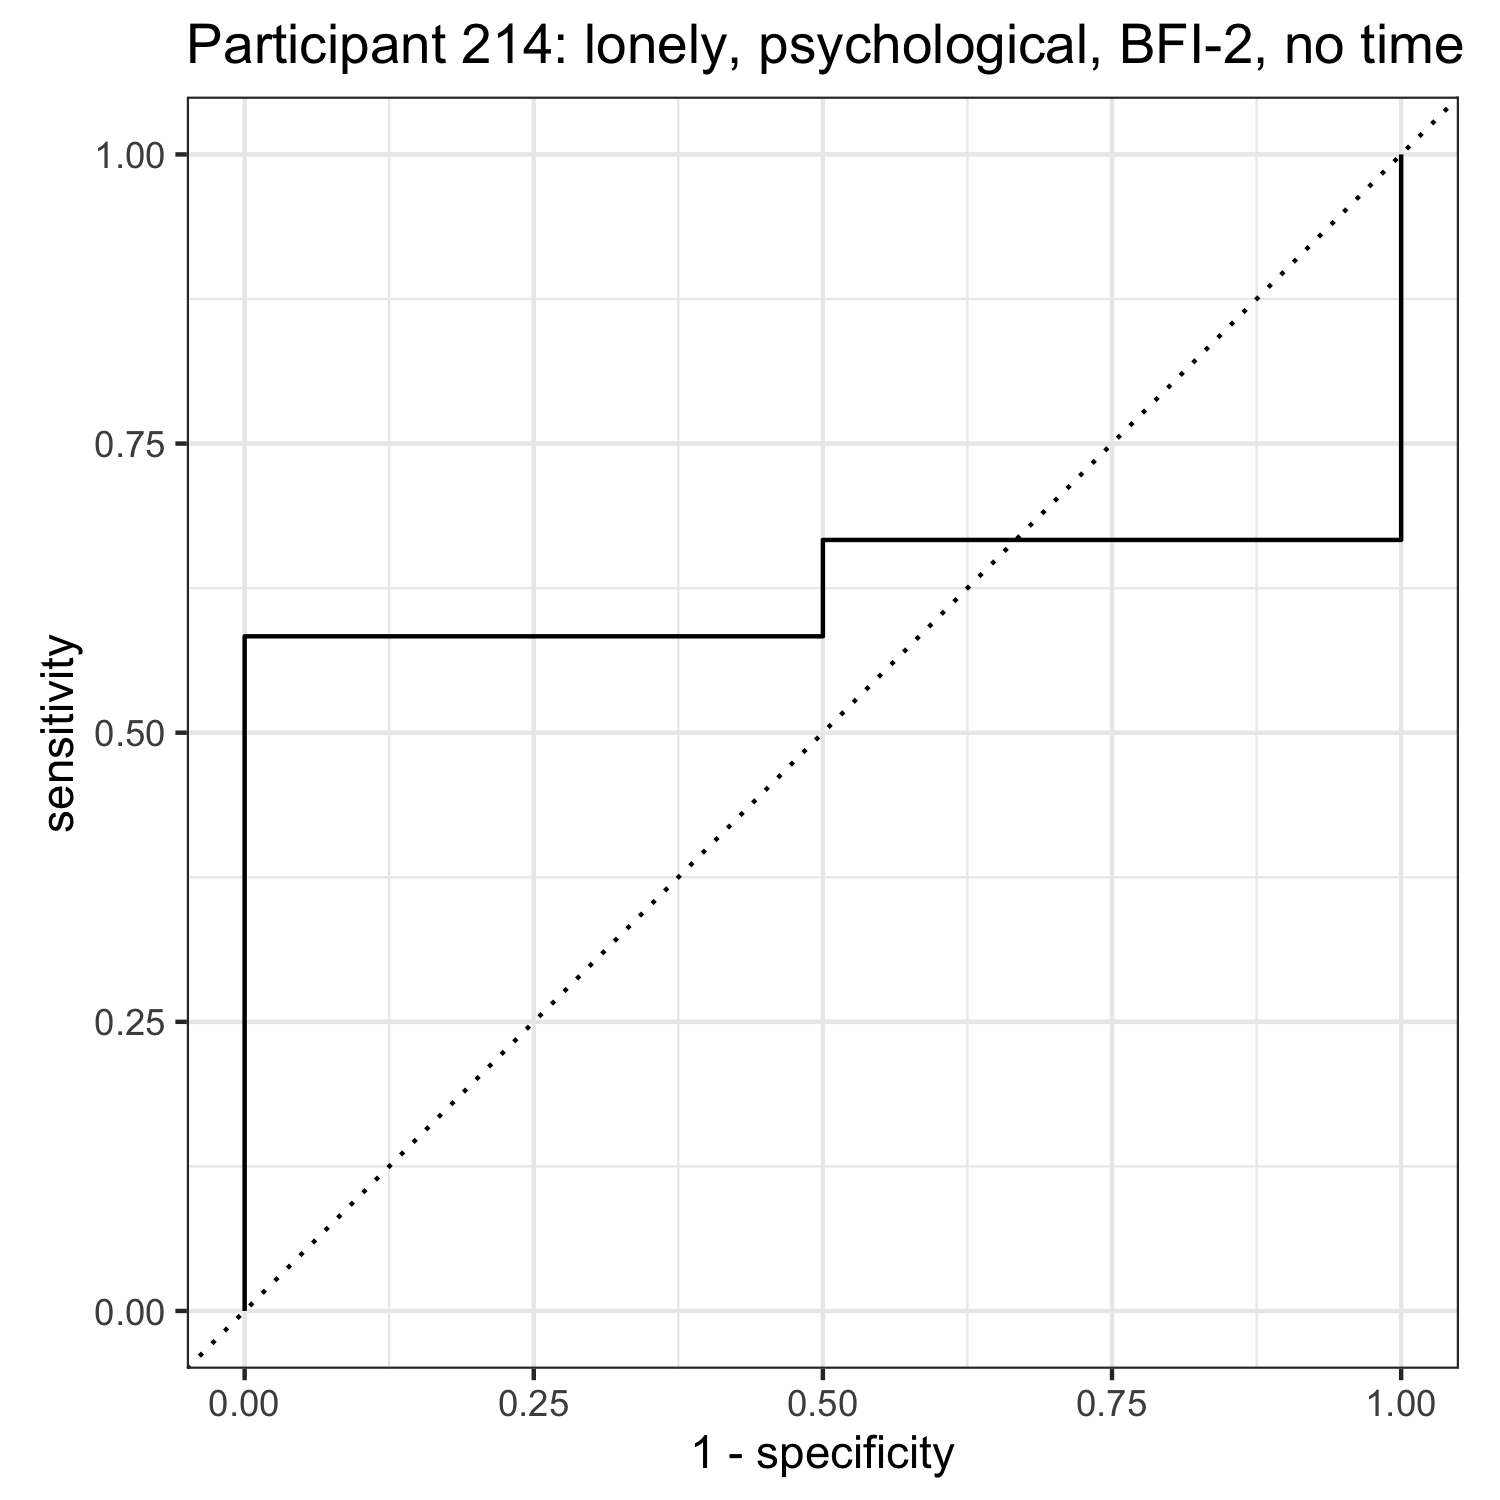 Participant 214: lonely, psychological, BFI-2, no time
1.00
0.75
0.50
0.25
0.00
sensitivity
0.00 0.25 0.50 0.75 1.00
1 - specificity